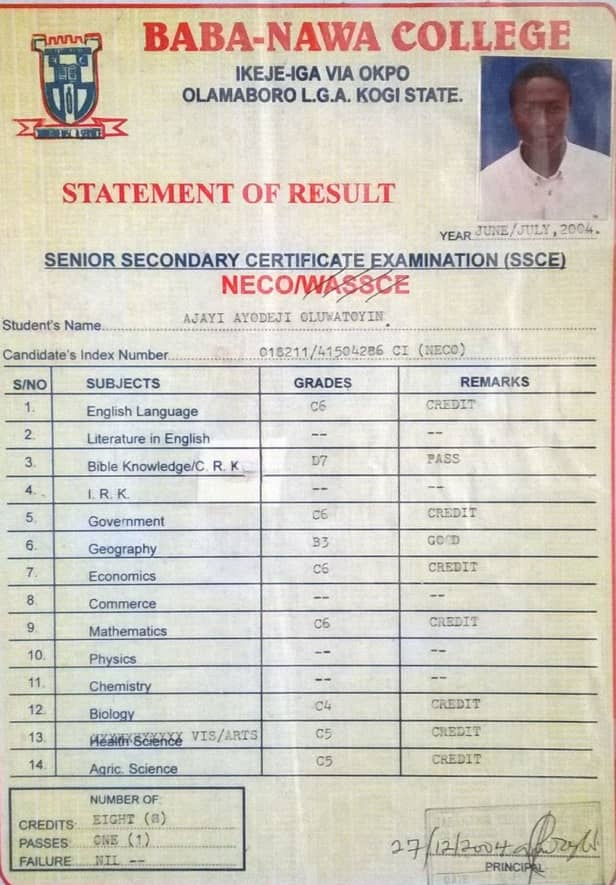 BABA-NAWA COLLEGE
IKEJE-IGA VIA OKPO
OLAMABORO L.G.A. KOGI STATE.
STATEMENT OF RESULT
YEAR JUNE/JULY, 2004.
SENIOR SECONDARY CERTIFICATE EXAMINATION (SSCE)
NECO/WASSCE
Student's Name AJAYI AYODEJI OLUWATOYIN
Candidate's Index Number 018211/41504286 CI (NECO)
S/NO SUBJECTS GRADES REMARKS
1. English Language C6 CREDIT
2. Literature in English -- --
3. Bible Knowledge/C. R. K. D7 PASS
4. I. R. K. -- --
5. Government C6 CREDIT
6. Geography B3 GOOD
7. Economics C6 CREDIT
8. Commerce -- --
9. Mathematics C6 CREDIT
10. Physics -- --
11. Chemistry -- --
12. Biology C4 CREDIT
13. Health Science VIS/ARTS C5 CREDIT
14. Agric. Science C5 CREDIT
NUMBER OF
CREDITS EIGHT (8)
PASSES ONE (1)
FAILURE NIL --
27/12/2004
PRINCIPAL
DATE